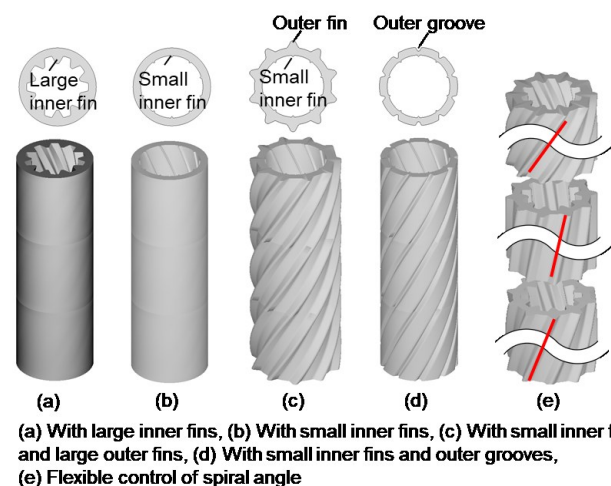 Outer fin
Outer groove
Large
inner fin
Small
inner fin
Small
inner fin
(a)
(b)
(c)
(d)
(e)
(a) With large inner fins, (b) With small inner fins, (c) With small inner
and large outer fins, (d) With small inner fins and outer grooves,
(e) Flexible control of spiral angle